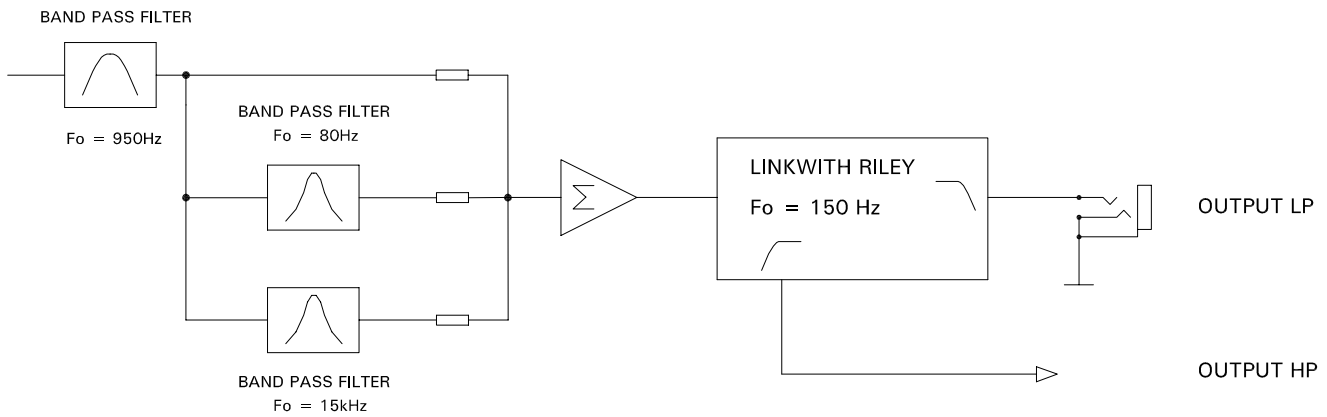 BAND PASS FILTER
Fo = 950Hz
BAND PASS FILTER
Fo = 80Hz
Σ
LINKWITH RILEY
Fo = 150 Hz
OUTPUT LP
BAND PASS FILTER
Fo = 15kHz
OUTPUT HP